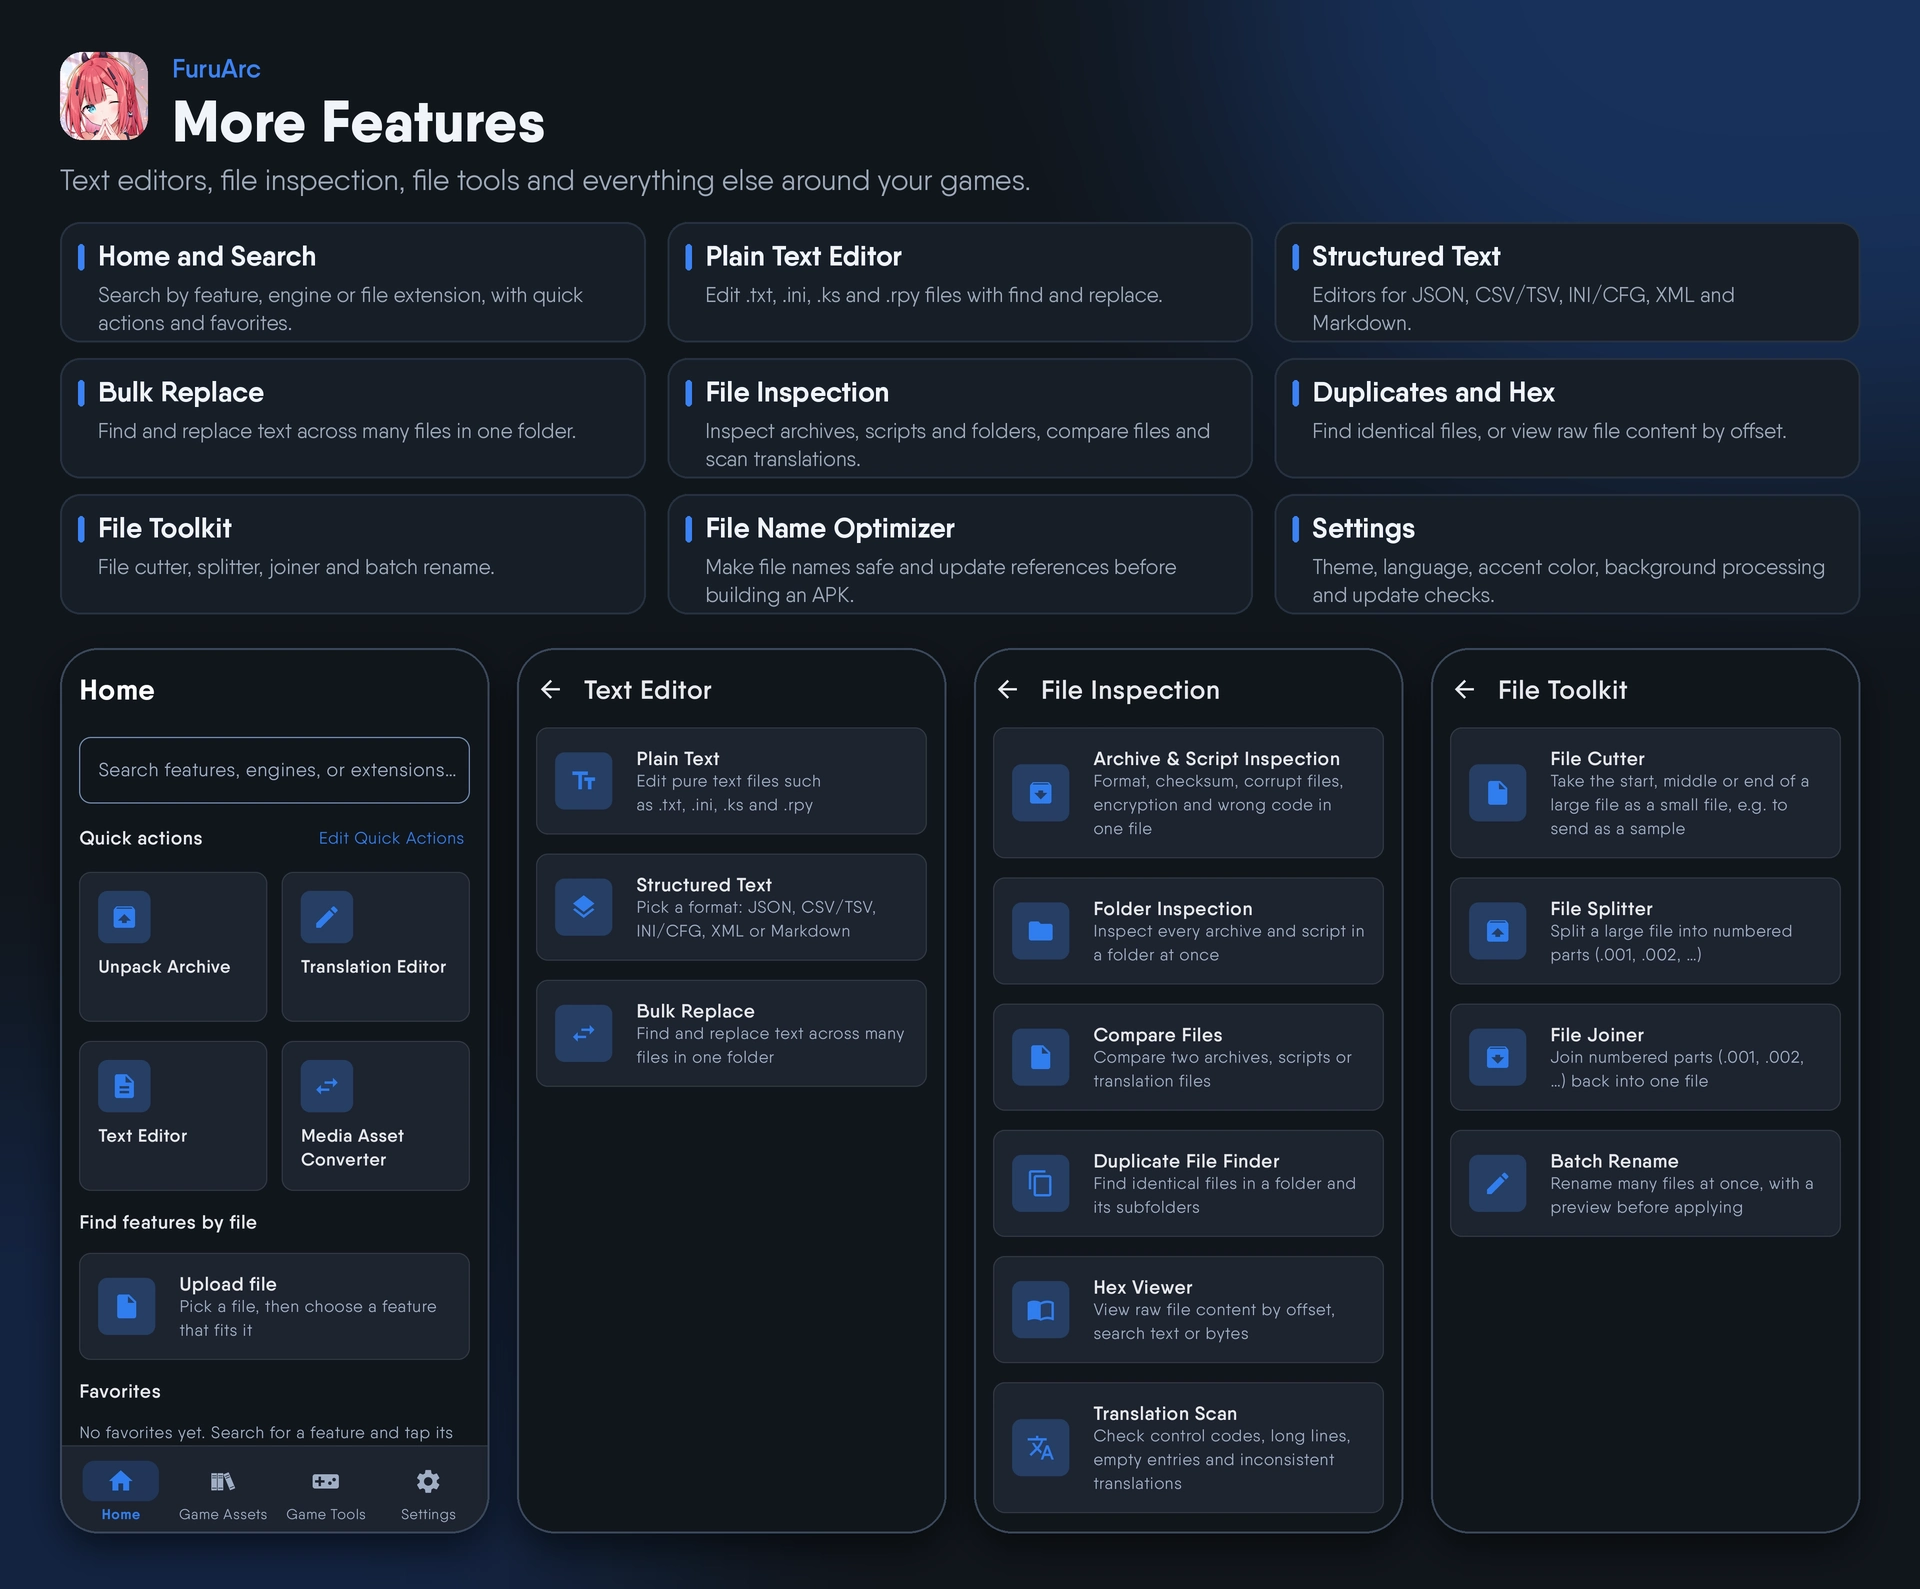 FuruArc
More Features
Text editors, file inspection, file tools and everything else around your games.
Home and Search
Search by feature, engine or file extension, with quick
actions and favorites.
Plain Text Editor
Edit .txt, .ini, .ks and .rpy files with find and replace.
Structured Text
Editors for JSON, CSV/TSV, INI/CFG, XML and
Markdown.
Bulk Replace
Find and replace text across many files in one folder.
File Inspection
Inspect archives, scripts and folders, compare files and
scan translations.
Duplicates and Hex
Find identical files, or view raw file content by offset.
File Toolkit
File cutter, splitter, joiner and batch rename.
File Name Optimizer
Make file names safe and update references before
building an APK.
Settings
Theme, language, accent color, background processing
and update checks.
Home
Search features, engines, or extensions...
Quick actions
Edit Quick Actions
Unpack Archive
Translation Editor
Text Editor
Media Asset
Converter
Find features by file
Upload file
Pick a file, then choose a feature
that fits it
Favorites
No favorites yet. Search for a feature and tap its
Home
Game Assets
Game Tools
Settings
Text Editor
Plain Text
Edit pure text files such
as .txt, .ini, .ks and .rpy
Structured Text
Pick a format: JSON, CSV/TSV,
INI/CFG, XML or Markdown
Bulk Replace
Find and replace text across many
files in one folder
File Inspection
Archive & Script Inspection
Format, checksum, corrupt files,
encryption and wrong code in
one file
Folder Inspection
Inspect every archive and script in
a folder at once
Compare Files
Compare two archives, scripts or
translation files
Duplicate File Finder
Find identical files in a folder and
its subfolders
Hex Viewer
View raw file content by offset,
search text or bytes
Translation Scan
Check control codes, long lines,
empty entries and inconsistent
translations
File Toolkit
File Cutter
Take the start, middle or end of a
large file as a small file, e.g. to
send as a sample
File Splitter
Split a large file into numbered
parts (.001, .002, ...)
File Joiner
Join numbered parts (.001, .002,
...) back into one file
Batch Rename
Rename many files at once, with a
preview before applying